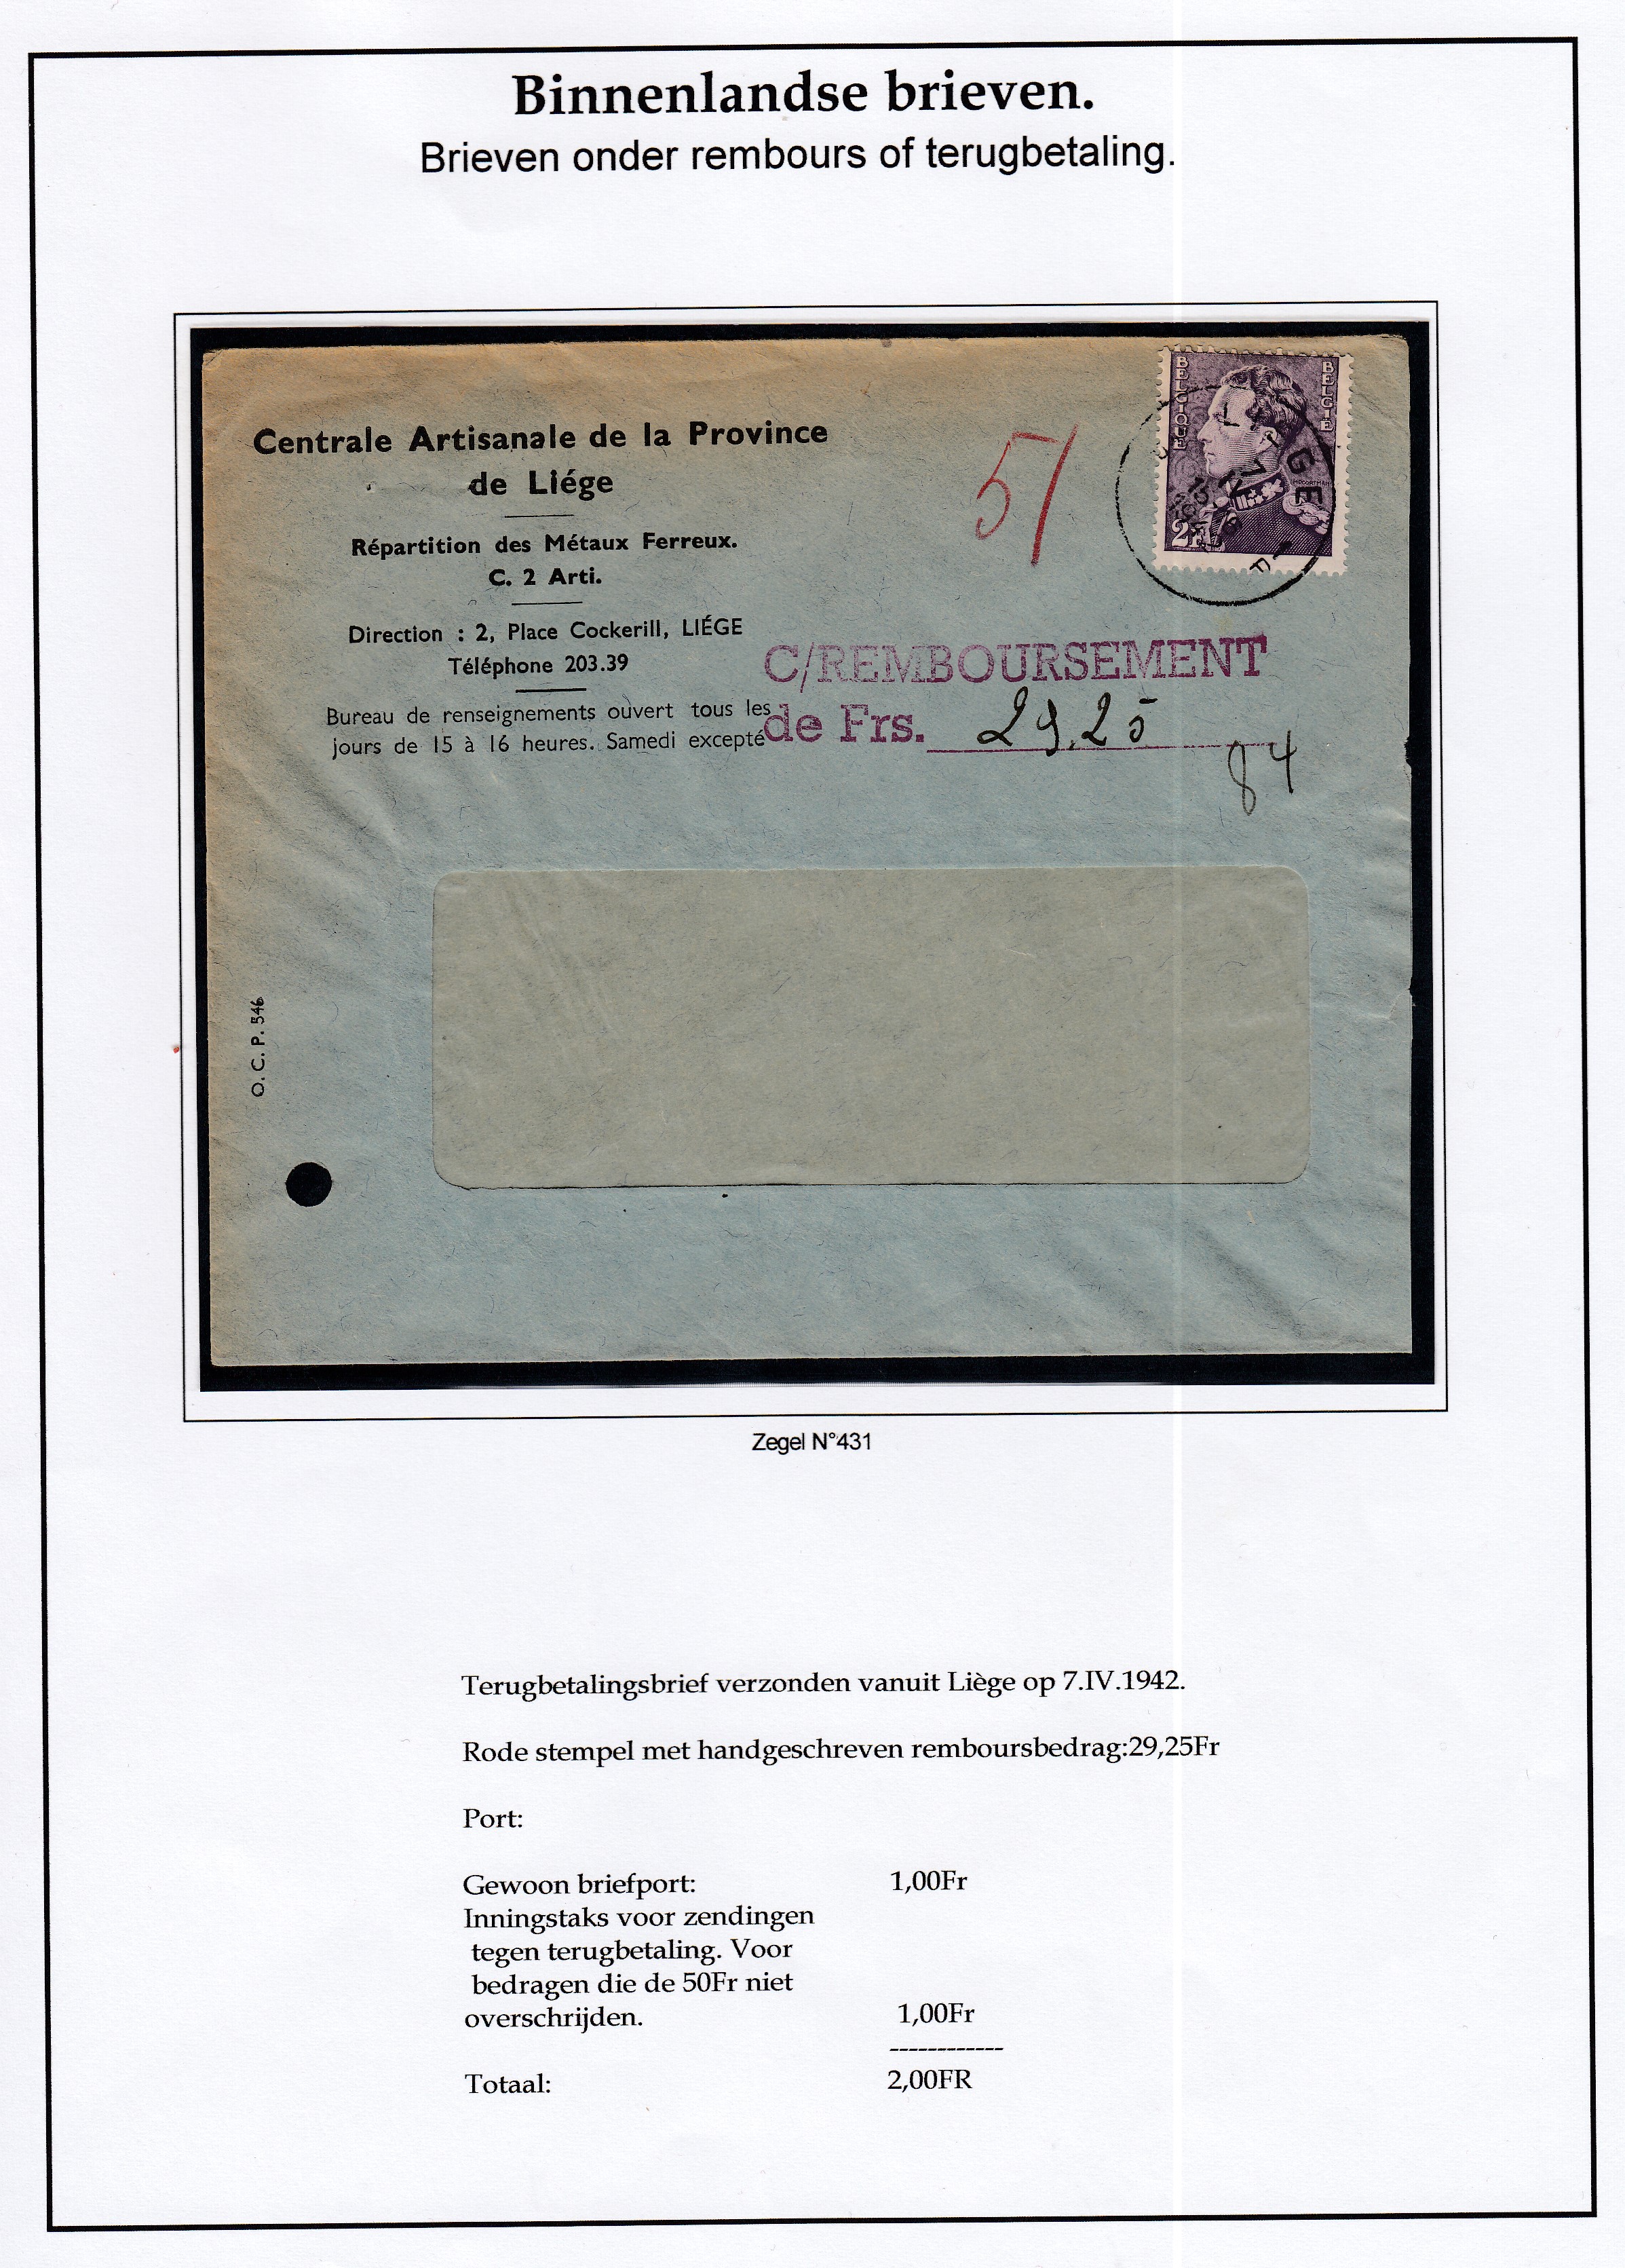 Binnenlandse brieven.
Brieven onder rembours of terugbetaling.
Centrale Artisanale de la Province
de Liége
Répartition des Métaux Ferreux.
C. 2 Arti.
Direction : 2, Place Cockerill, LIÉGE
Téléphone 203.39
Bureau de renseignements ouvert tous les
jours de 15 à 16 heures. Samedi excepté
51
BELGIQUE
BELGIE
2F
C/REMBOURSEMENT
de Frs. 29.25
84
O. C. P. 546
Zegel N°431
Terugbetalingsbrief verzonden vanuit Liège op 7.IV.1942.
Rode stempel met handgeschreven remboursbedrag:29,25Fr
Port:
Gewoon briefport: 1,00Fr
Inningstaks voor zendingen
tegen terugbetaling. Voor
bedragen die de 50Fr niet
overschrijden. 1,00Fr
------------
Totaal: 2,00FR